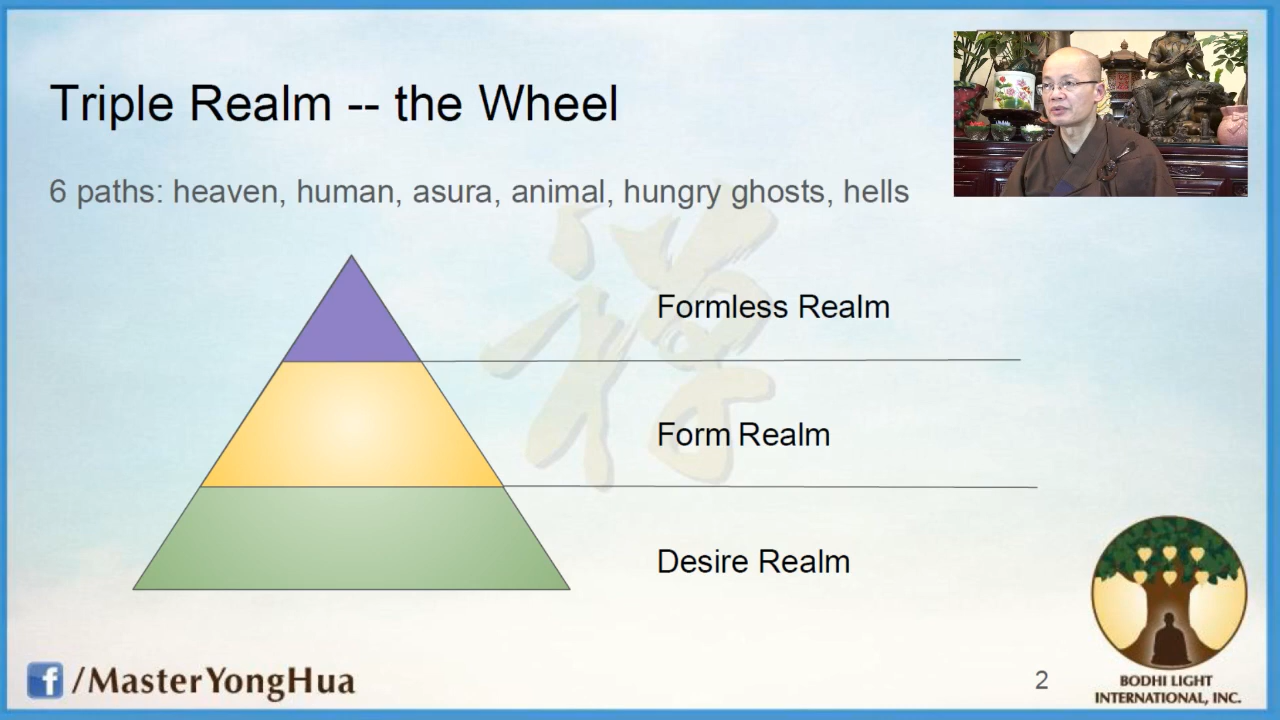 Triple Realm -- the Wheel
6 paths: heaven, human, asura, animal, hungry ghosts, hells
禪
Formless Realm
Form Realm
Desire Realm
f /MasterYongHua
2
BODHI LIGHT
INTERNATIONAL, INC.